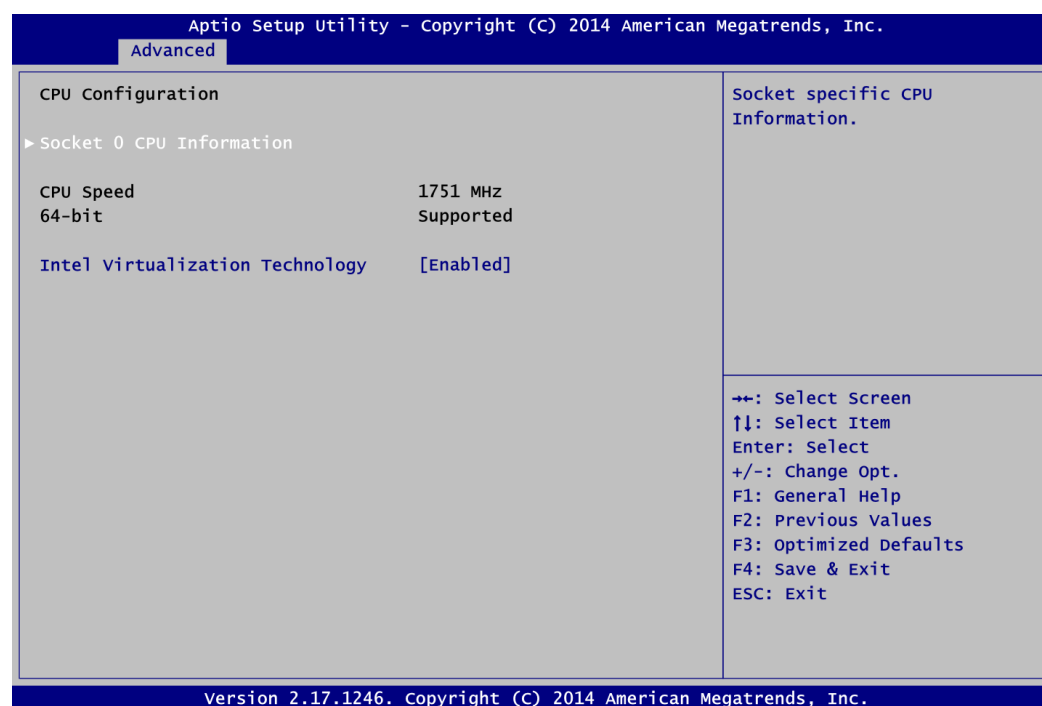 Aptio Setup Utility – Copyright (C) 2014 American Megatrends, Inc.
Advanced
CPU Configuration
▶Socket 0 CPU Information
CPU Speed 1751 MHz
64-bit Supported
Intel Virtualization Technology [Enabled]
Socket specific CPU
Information.
→←: Select Screen
↑↓: Select Item
Enter: Select
+/-: Change Opt.
F1: General Help
F2: Previous Values
F3: Optimized Defaults
F4: Save & Exit
ESC: Exit
Version 2.17.1246. Copyright (C) 2014 American Megatrends, Inc.